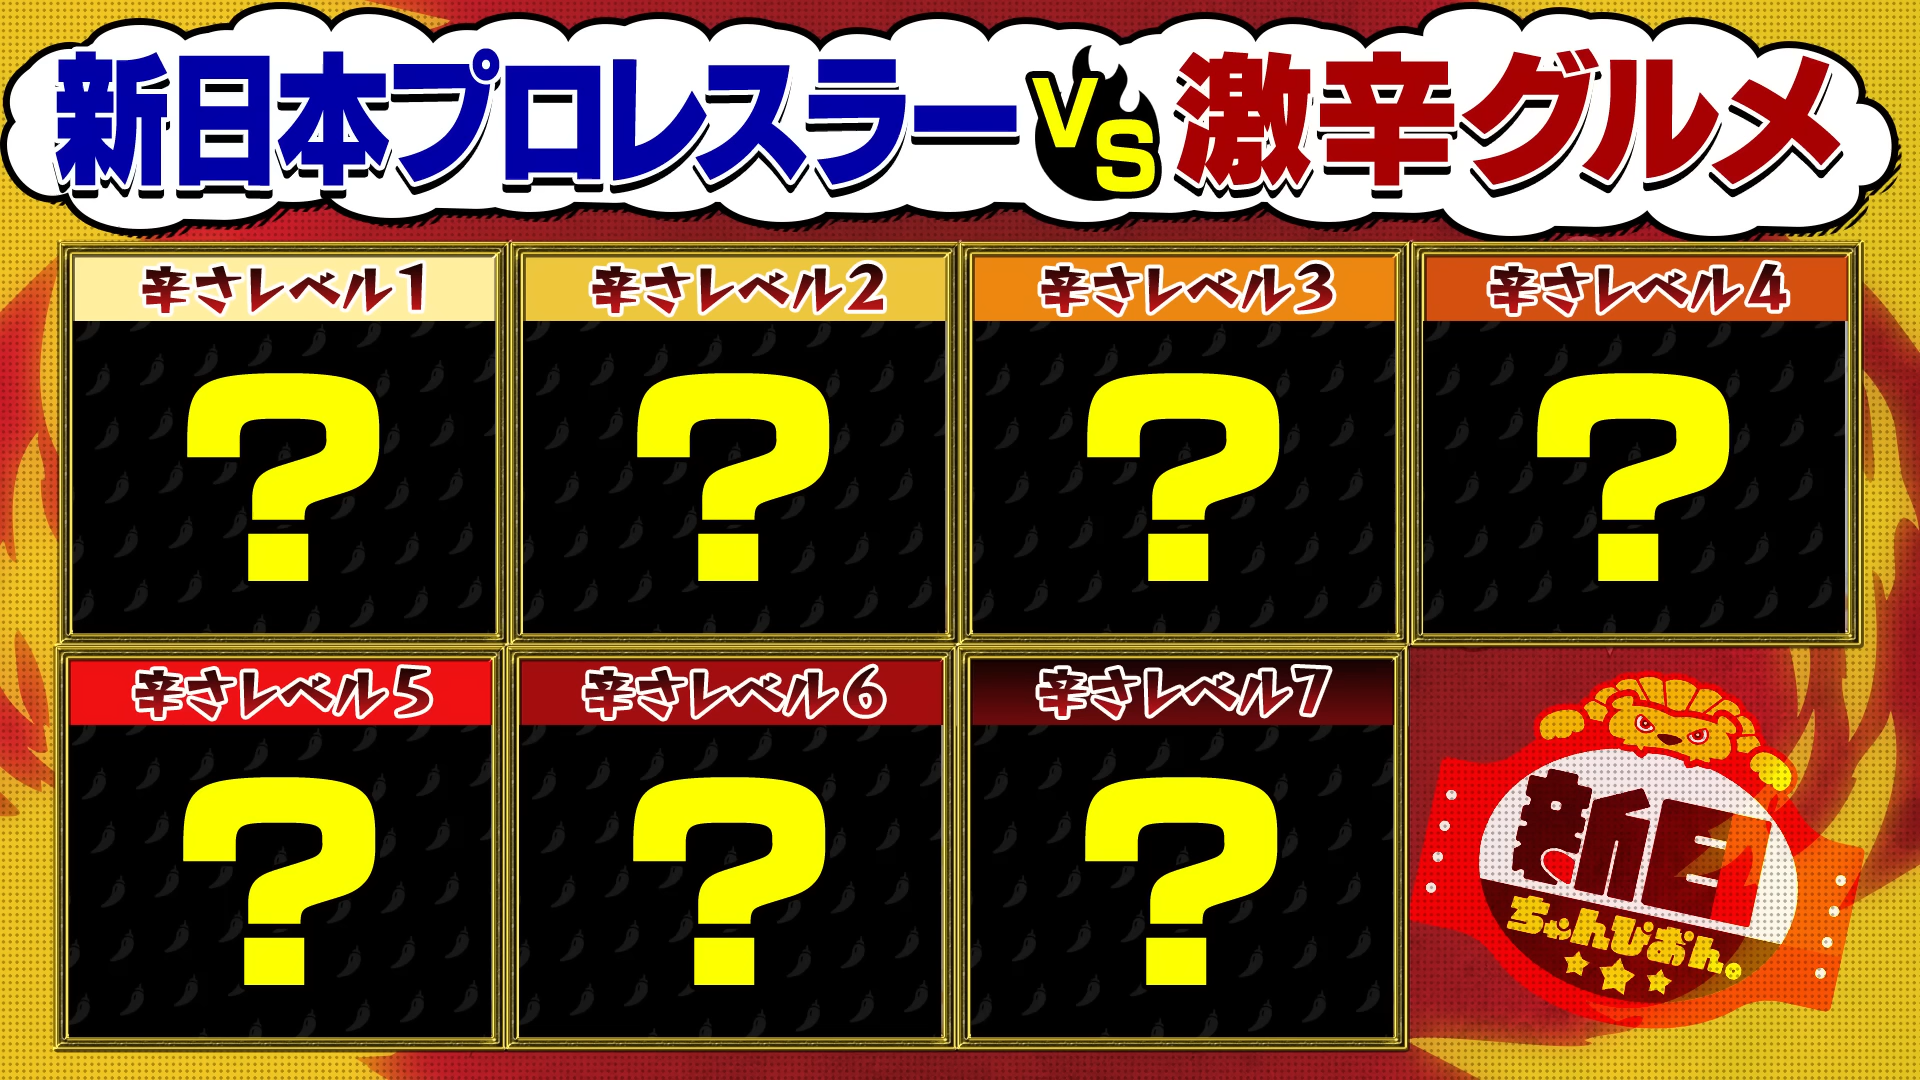 新日本プロレスラー VS 激辛グルメ
辛さレベル1
辛さレベル2
辛さレベル3
辛さレベル4
?
?
?
?
辛さレベル5
辛さレベル6
辛さレベル7
?
?
?
新日
ちゃんぴおん。